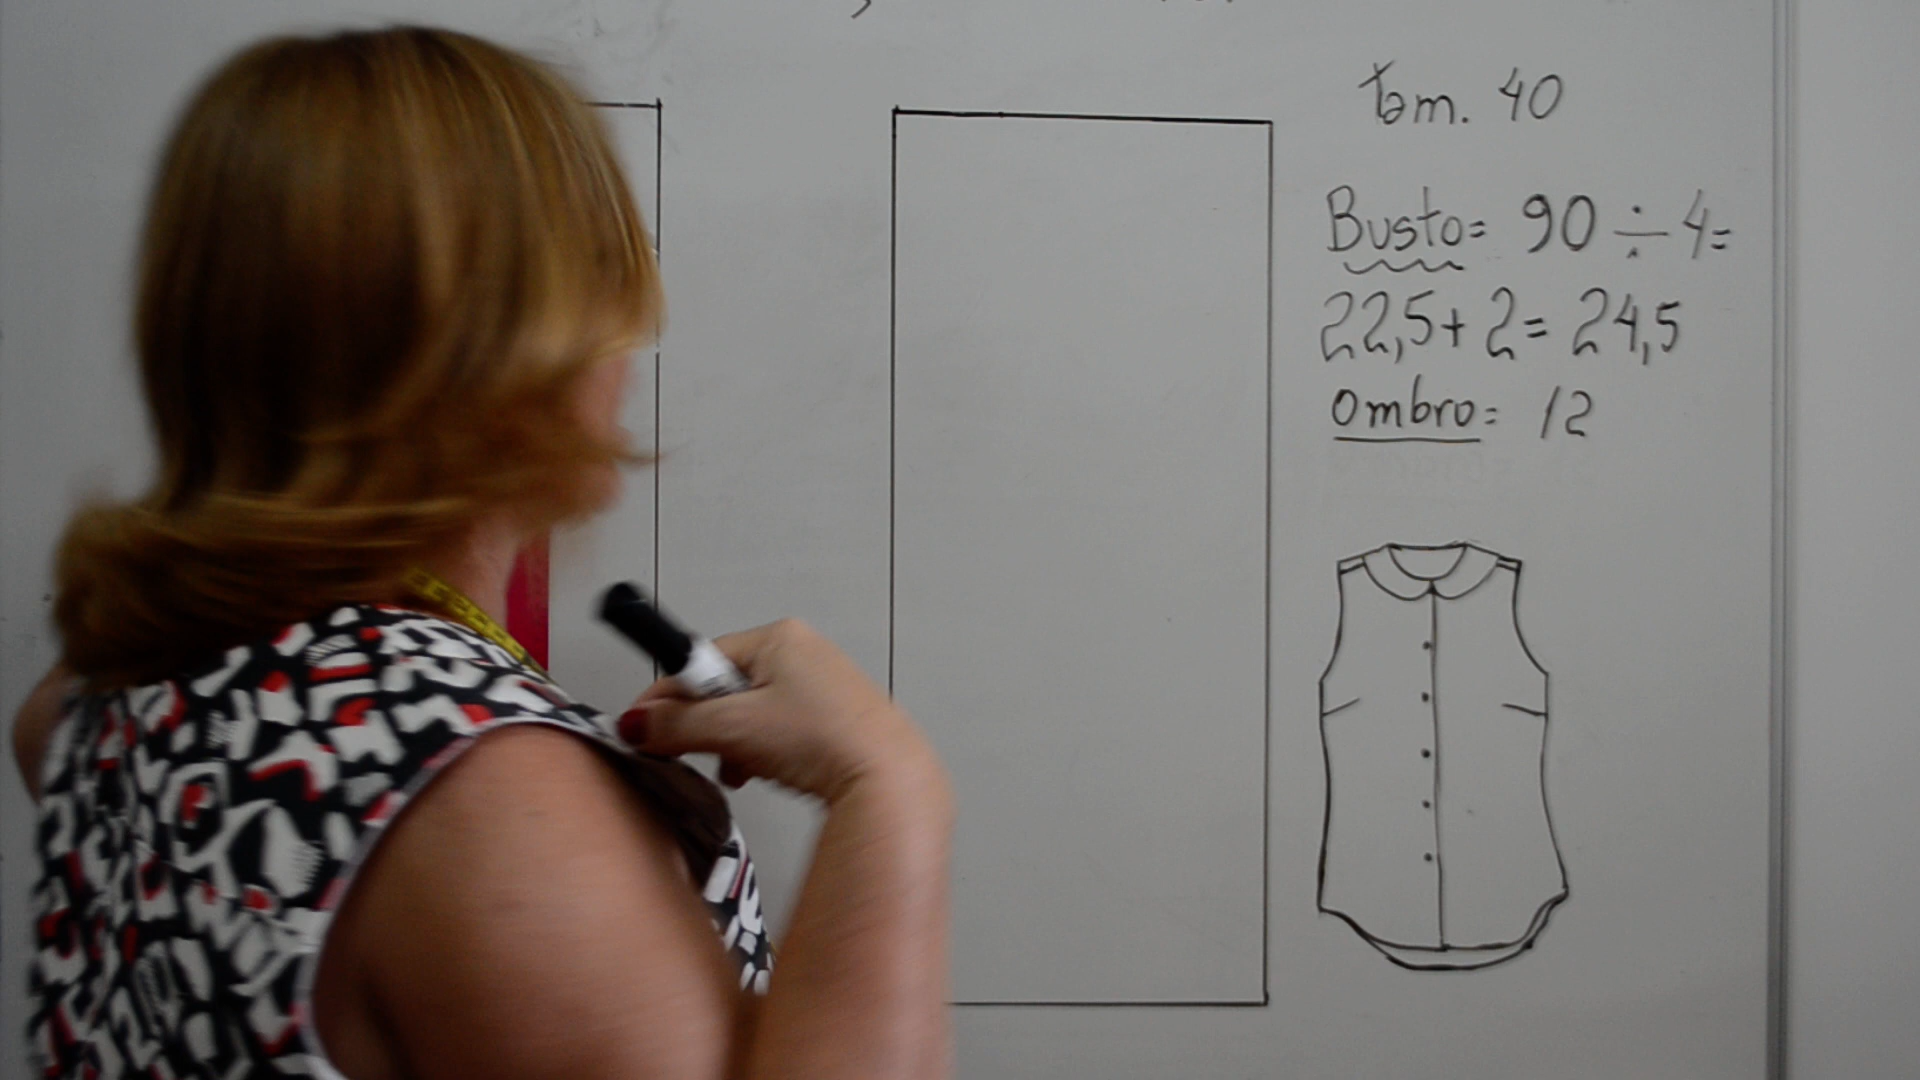 Tam. 40
Busto= 90 ÷ 4=
22,5+ 2= 24,5
Ombro= 12